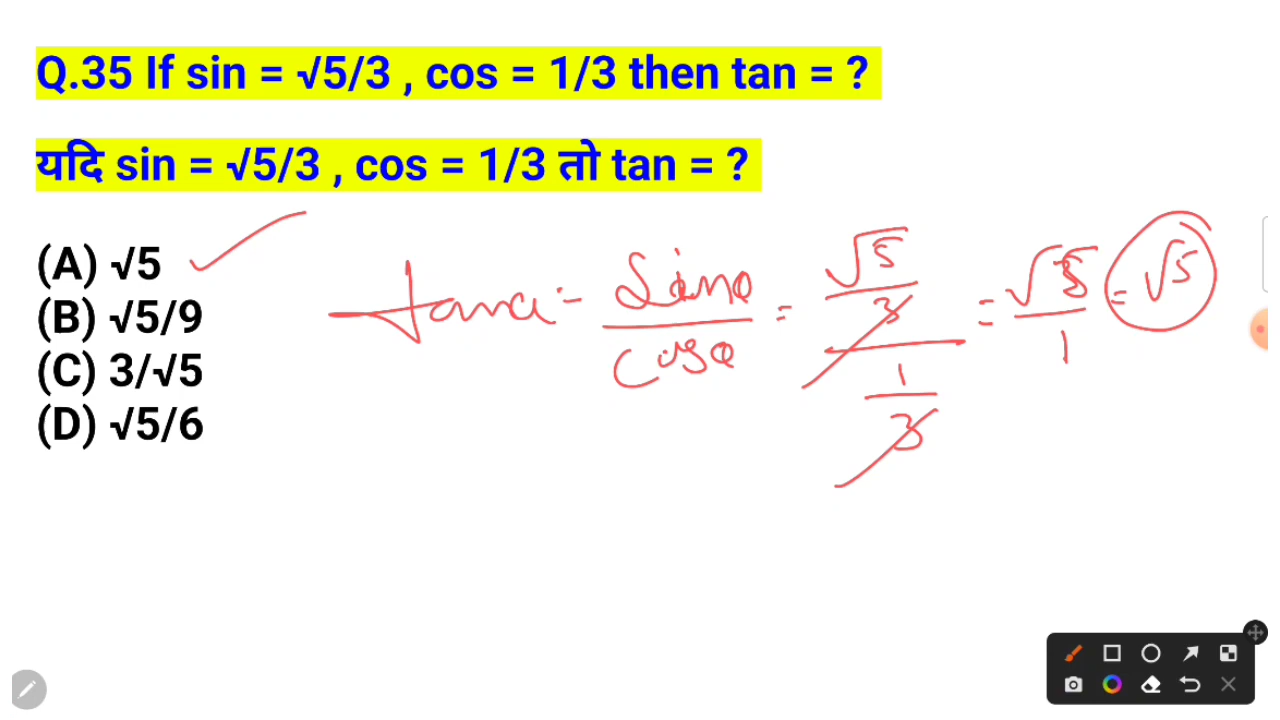 Q.35 If sin = √5/3 , cos = 1/3 then tan = ?
यदि sin = √5/3 , cos = 1/3 तो tan = ?
(A) √5
(B) √5/9
(C) 3/√5
(D) √5/6
tanθ = sinθ/cosθ = √5/3 / 1/3 = √5/1 = √5